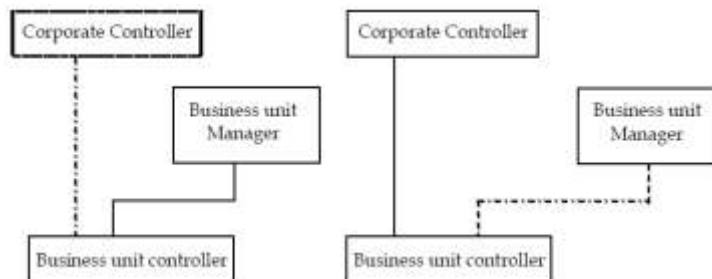 Corporate Controller
Business unit
Manager
Business unit controller
Corporate Controller
Business unit
Manager
Business unit controller